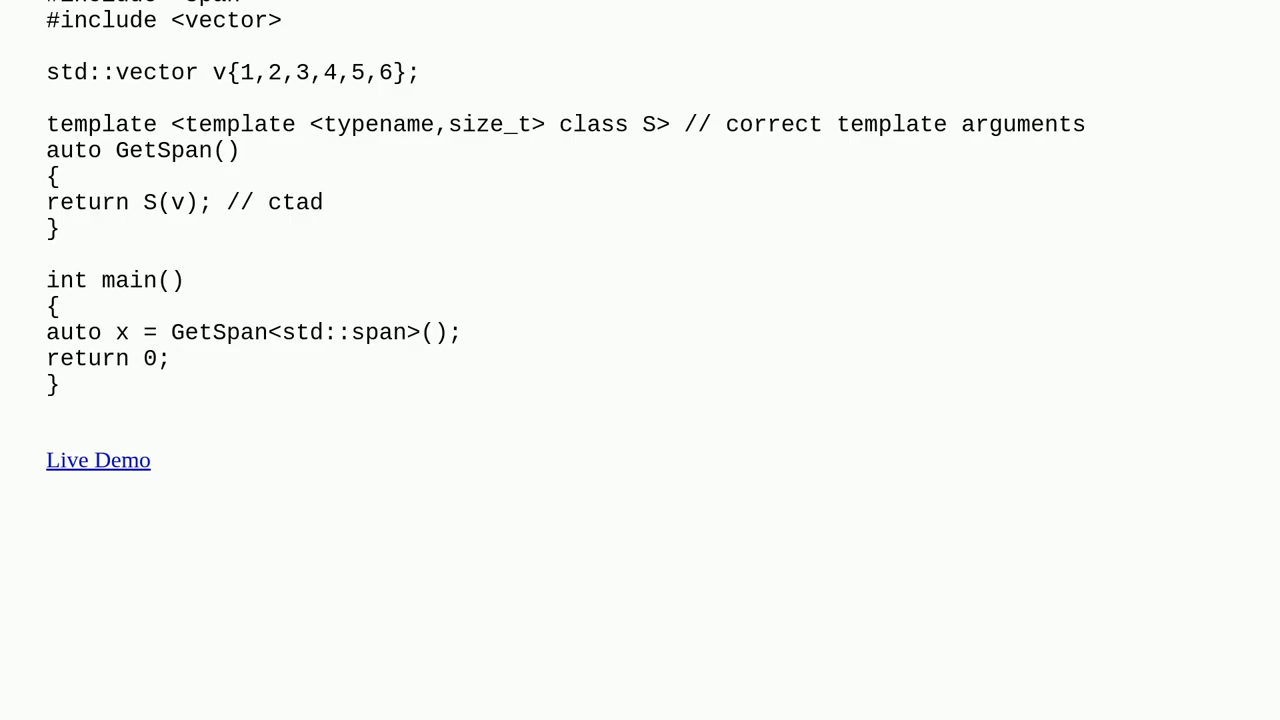 #include <vector>
std::vector v{1,2,3,4,5,6};
template <template <typename,size_t> class S> // correct template arguments
auto GetSpan()
{
return S(v); // ctad
}
int main()
{
auto x = GetSpan<std::span>();
return 0;
}
Live Demo